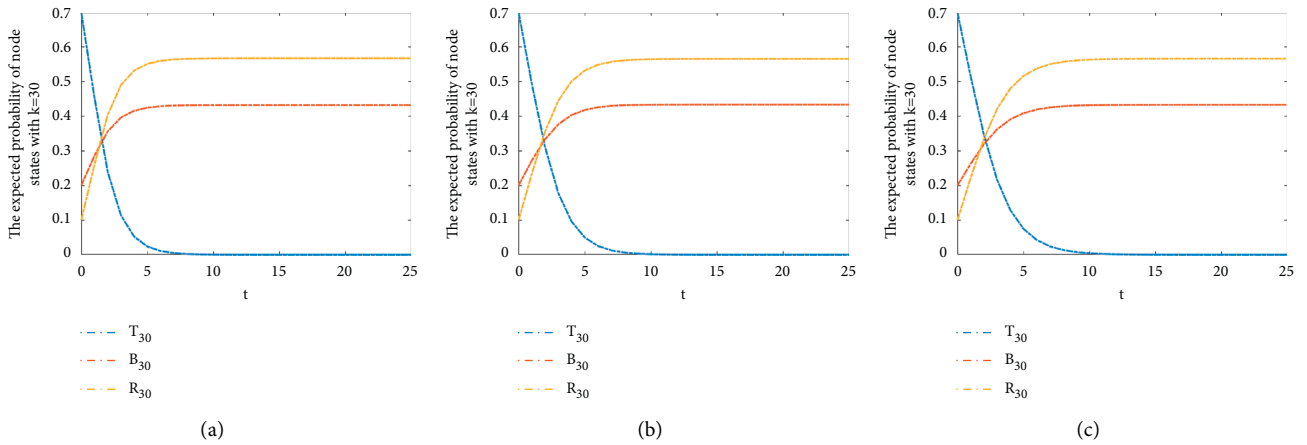 The expected probability of node
states with k=30
0.7
0.6
0.5
0.4
0.3
0.2
0.1
0
0 5 10 15 20 25
t
T30
B30
R30
(a)
The expected probability of node
states with k=30
0.7
0.6
0.5
0.4
0.3
0.2
0.1
0
0 5 10 15 20 25
t
T30
B30
R30
(b)
The expected probability of node
states with k=30
0.7
0.6
0.5
0.4
0.3
0.2
0.1
0
0 5 10 15 20 25
t
T30
B30
R30
(c)